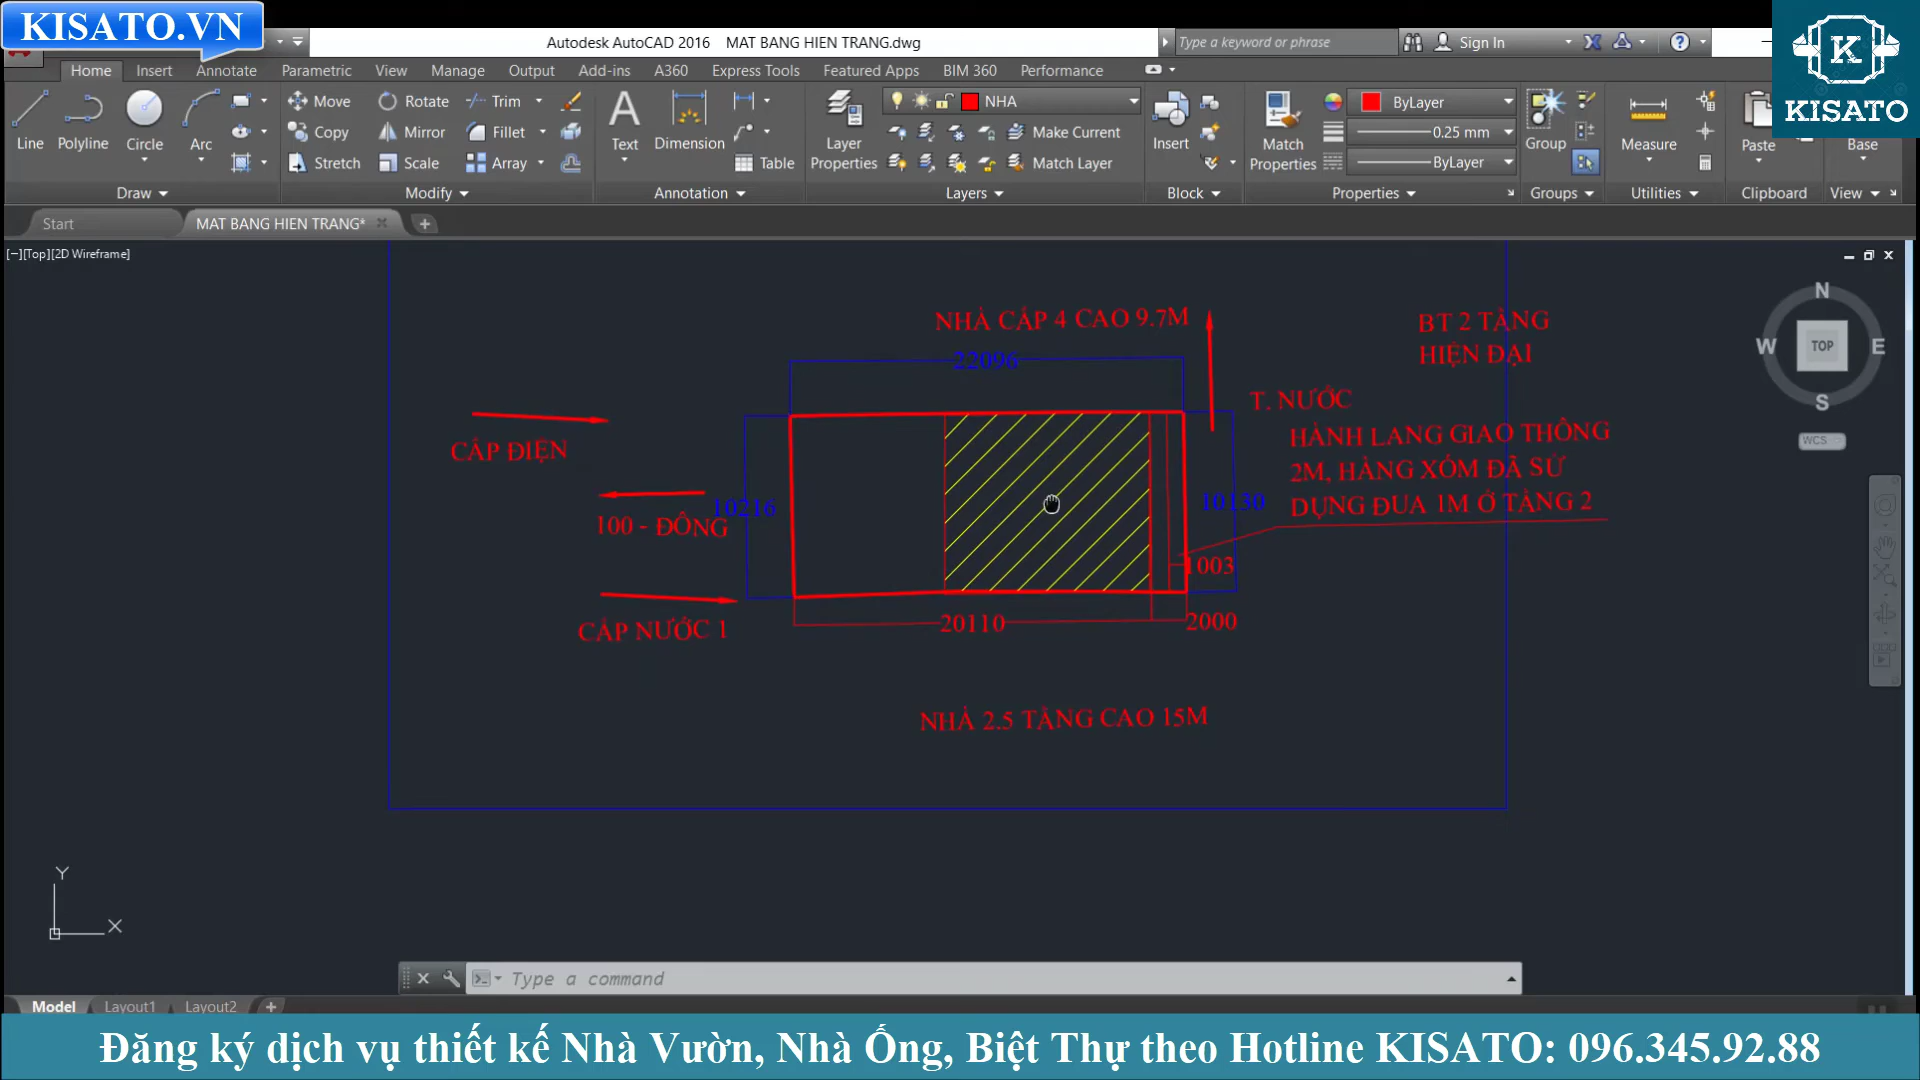 KISATO.VN
Autodesk AutoCAD 2016 MAT BANG HIEN TRANG.dwg
Type a keyword or phrase
Sign In
K
KISATO
Home Insert Annotate Parametric View Manage Output Add-ins A360 Express Tools Featured Apps BIM 360 Performance
Line Polyline Circle Arc
Move Rotate Trim
Copy Mirror Fillet
Stretch Scale Array
Text Dimension Table
Layer Properties
NHA
Make Current
Match Layer
Insert
Match Properties
ByLayer
0.25 mm
ByLayer
Group
Measure
Paste
Base
Draw Modify Annotation Layers Block Properties Groups Utilities Clipboard View
Start MAT BANG HIEN TRANG*
[−][Top][2D Wireframe]
N
W TOP E
S
WCS
NHÀ CẤP 4 CAO 9.7M
BT 2 TẦNG
HIỆN ĐẠI
22096
T. NƯỚC
HÀNH LANG GIAO THÔNG
2M, HÀNG XÓM ĐÃ SỬ
DỤNG ĐUA 1M Ở TẦNG 2
CẤP ĐIỆN
10216
10130
100 - ĐÔNG
1003
CẤP NƯỚC 1
20110
2000
NHÀ 2.5 TẦNG CAO 15M
Y
X
Type a command
Model Layout1 Layout2
Đăng ký dịch vụ thiết kế Nhà Vườn, Nhà Ống, Biệt Thự theo Hotline KISATO: 096.345.92.88